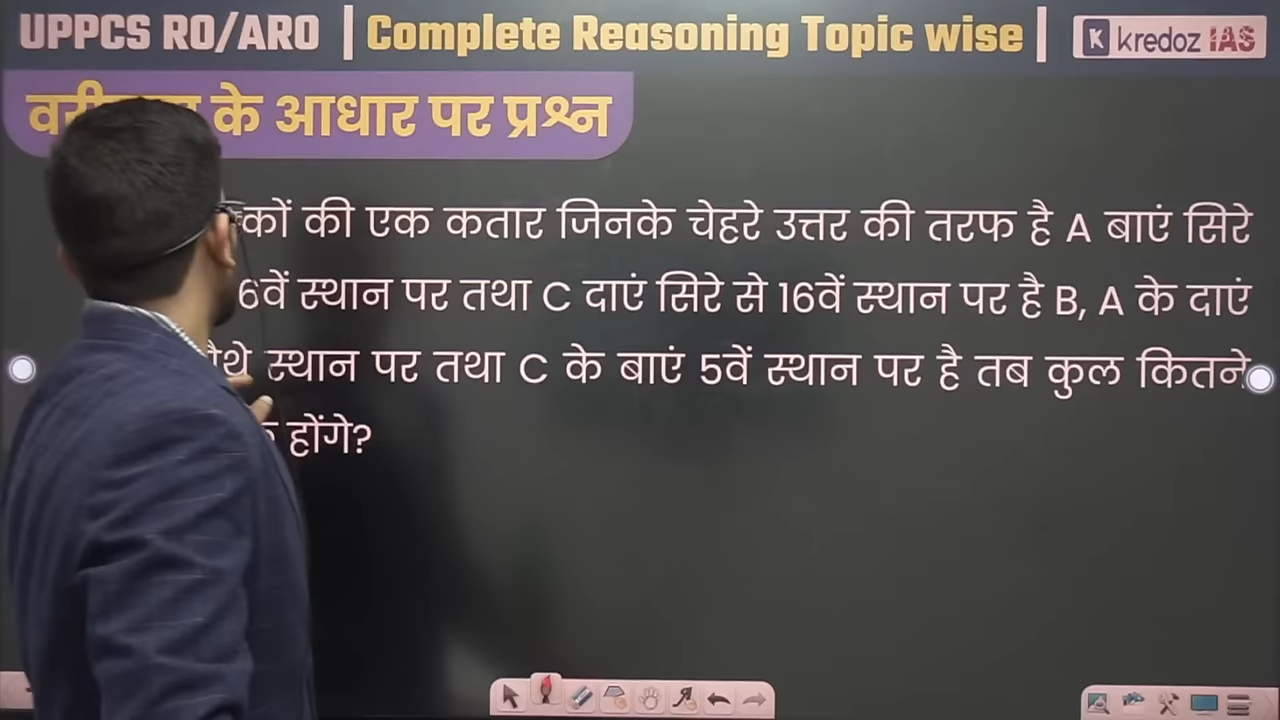 UPPCS RO/ARO | Complete Reasoning Topic wise | K kredoz IAS
के आधार पर प्रश्न
की एक कतार जिनके चेहरे उत्तर की तरफ है A बाएं सिरे
स्थान पर तथा C दाएं सिरे से 16वें स्थान पर है B, A के दाएं
स्थान पर तथा C के बाएं 5वें स्थान पर है तब कुल कितने
होंगे?